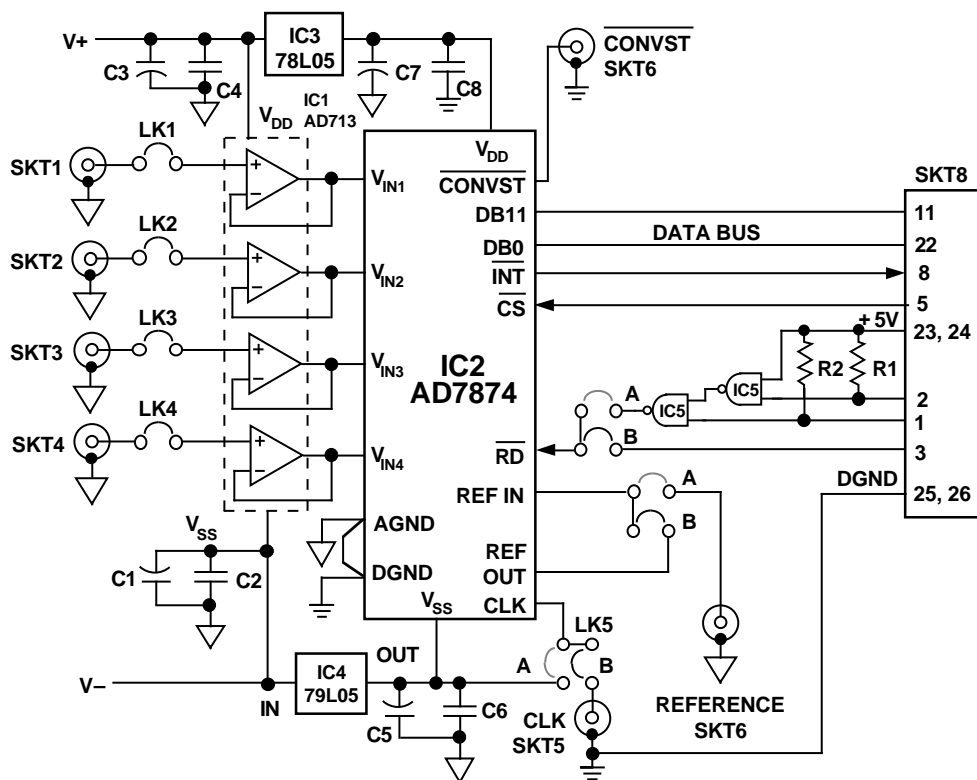 V+
IC3
78L05
CONVST
SKT6
C3
C4
C7
C8
IC1
AD713
V_DD
LK1
SKT1
V_IN1
V_DD
CONVST
SKT8
DB11
11
DATA BUS
LK2
SKT2
V_IN2
DB0
22
INT
8
CS
5
+5V
23, 24
LK3
SKT3
V_IN3
IC2
AD7874
R2
R1
IC5
IC5
2
1
LK4
SKT4
V_IN4
A
B
RD
3
DGND
25, 26
REF IN
A
B
AGND
DGND
REF
OUT
V_SS
C1
C2
V_SS
CLK
LK5
A
B
V–
IN
IC4
79L05
OUT
C5
C6
CLK
SKT5
REFERENCE
SKT6